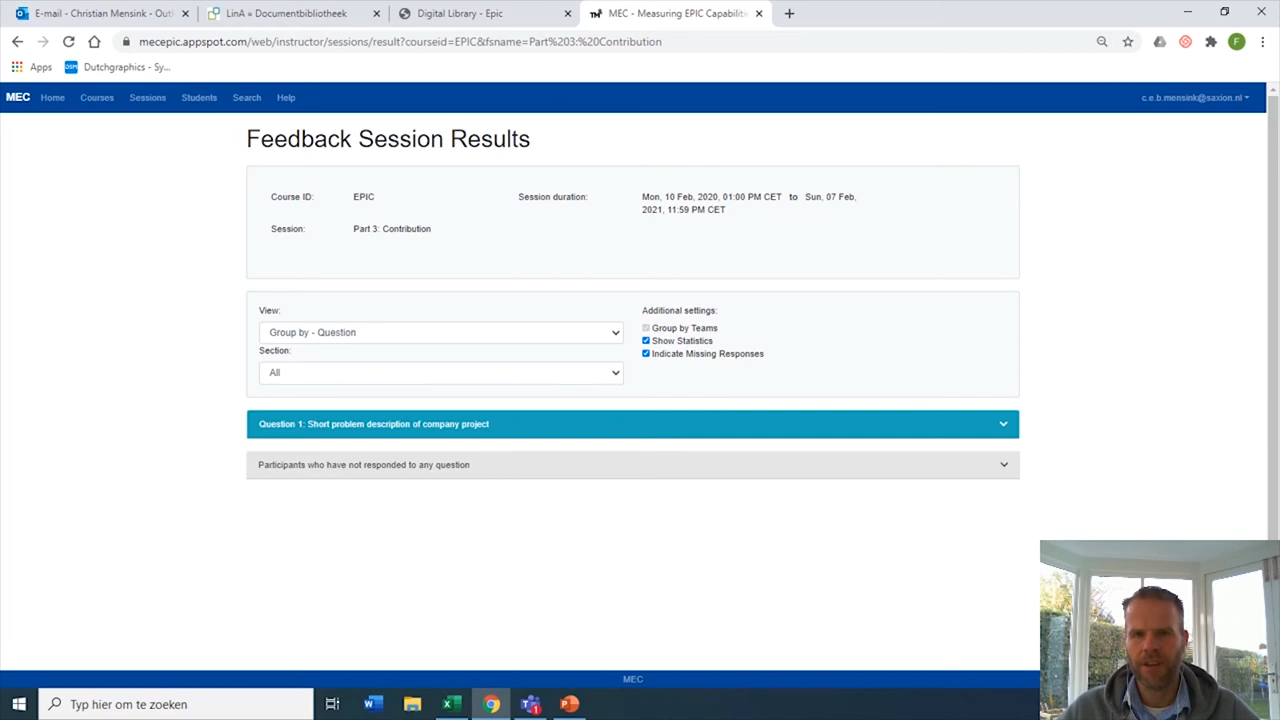 E-mail - Christian Mensink - Out
LinA » Documentbibliotheek
Digital Library - Epic
MEC - Measuring EPIC Capabiliti
mecepic.appspot.com/web/instructor/sessions/result?courseid=EPIC&fsname=Part%203:%20Contribution
F
Apps
DSM
Dutchgraphics - Sy...
MEC
Home
Courses
Sessions
Students
Search
Help
c.e.b.mensink@saxion.nl
Feedback Session Results
Course ID:
EPIC
Session duration:
Mon, 10 Feb, 2020, 01:00 PM CET to Sun, 07 Feb,
2021, 11:59 PM CET
Session:
Part 3: Contribution
View:
Group by - Question
Section:
All
Additional settings:
Group by Teams
Show Statistics
Indicate Missing Responses
Question 1: Short problem description of company project
Participants who have not responded to any question
MEC
Typ hier om te zoeken